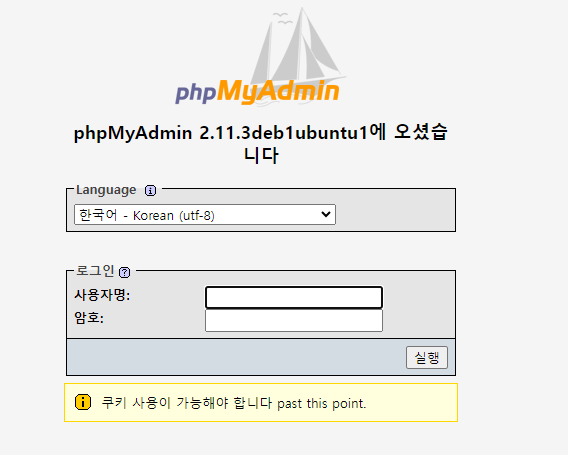 phpMyAdmin
phpMyAdmin 2.11.3deb1ubuntu1에 오셨습
니다
Language
한국어 - Korean (utf-8)
로그인
사용자명:
암호:
실행
쿠키 사용이 가능해야 합니다 past this point.